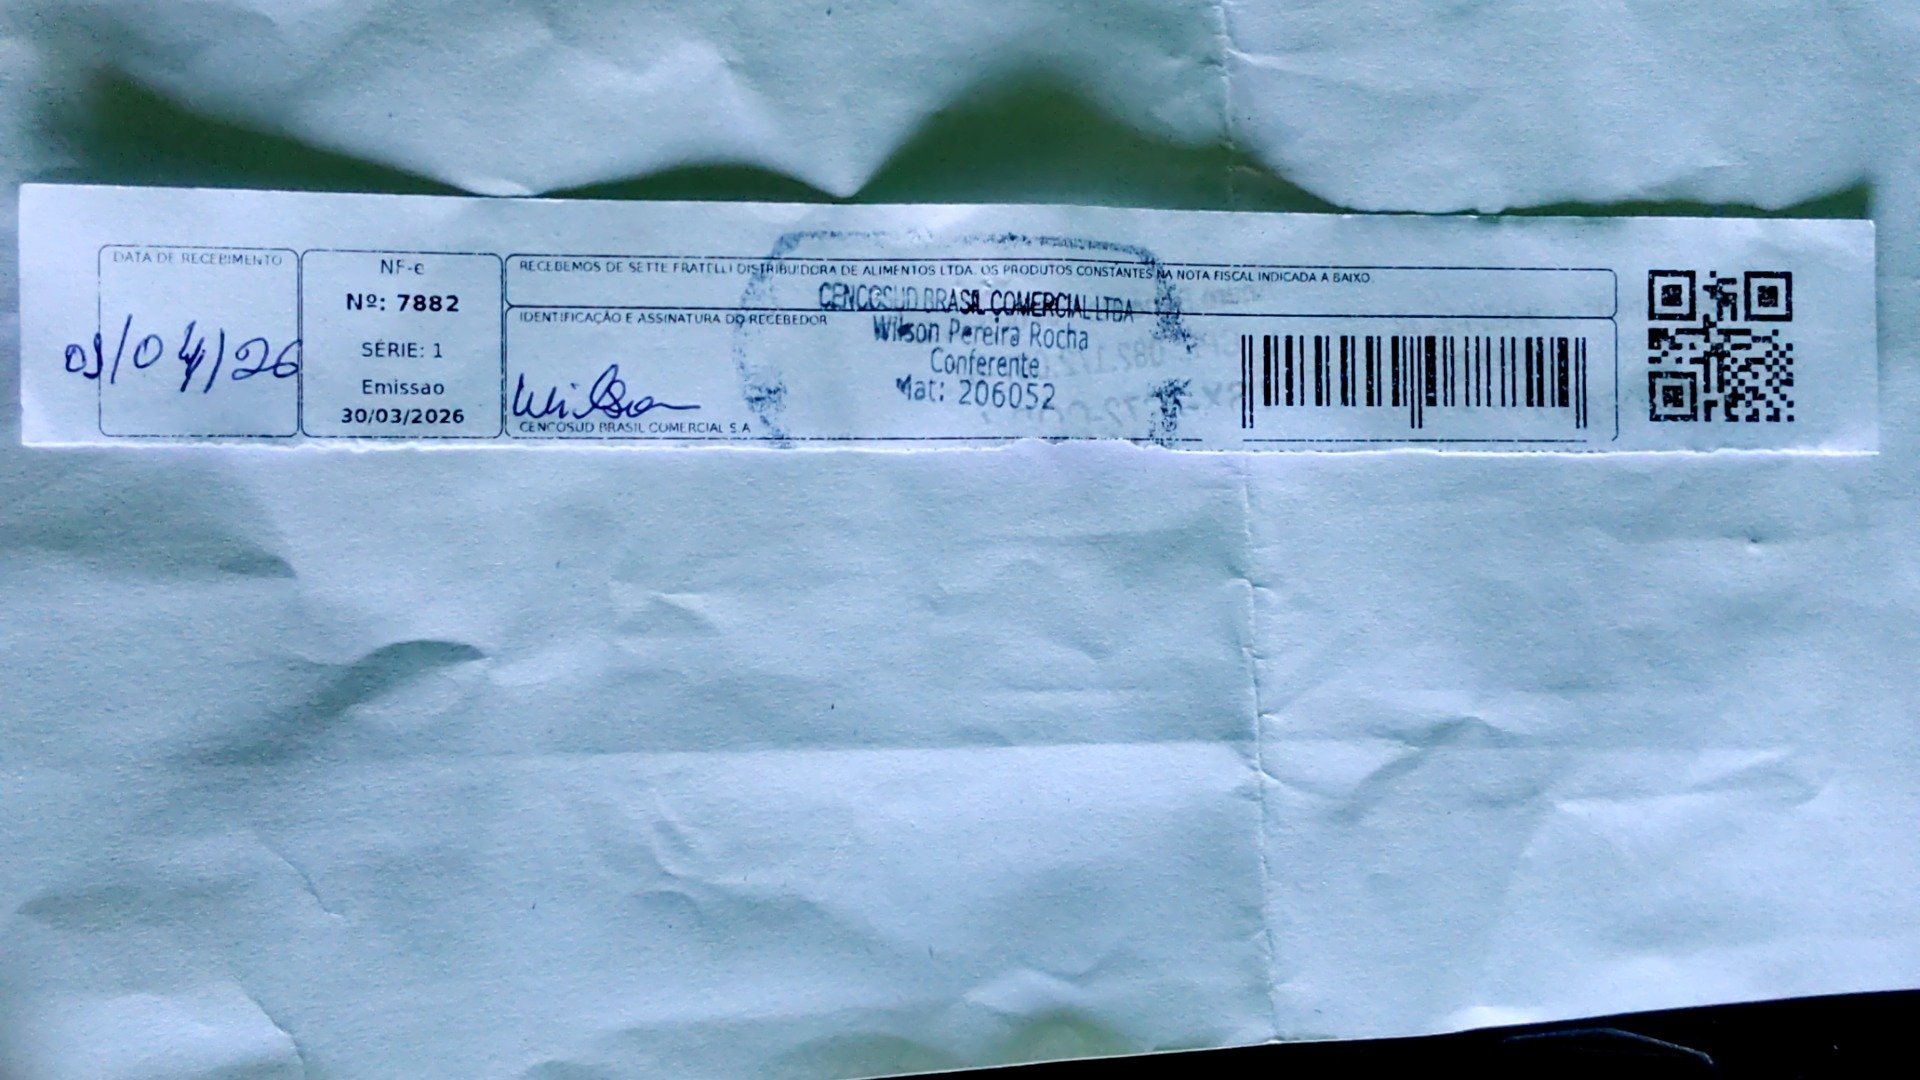 DATA DE RECEBIMENTO
/04/26
NF-e
Nº: 7882
SÉRIE: 1
Emissao
30/03/2026
RECEBEMOS DE SETTE FRATELLI DISTRIBUIDORA DE ALIMENTOS LTDA. OS PRODUTOS CONSTANTES NA NOTA FISCAL INDICADA A BAIXO.
IDENTIFICAÇÃO E ASSINATURA DO RECEBEDOR
Wilson
CENCOSUD BRASIL COMERCIAL S.A
CENCOSUD BRASIL COMERCIAL LTDA
Wilson Pereira Rocha
Conferente
Mat: 206052